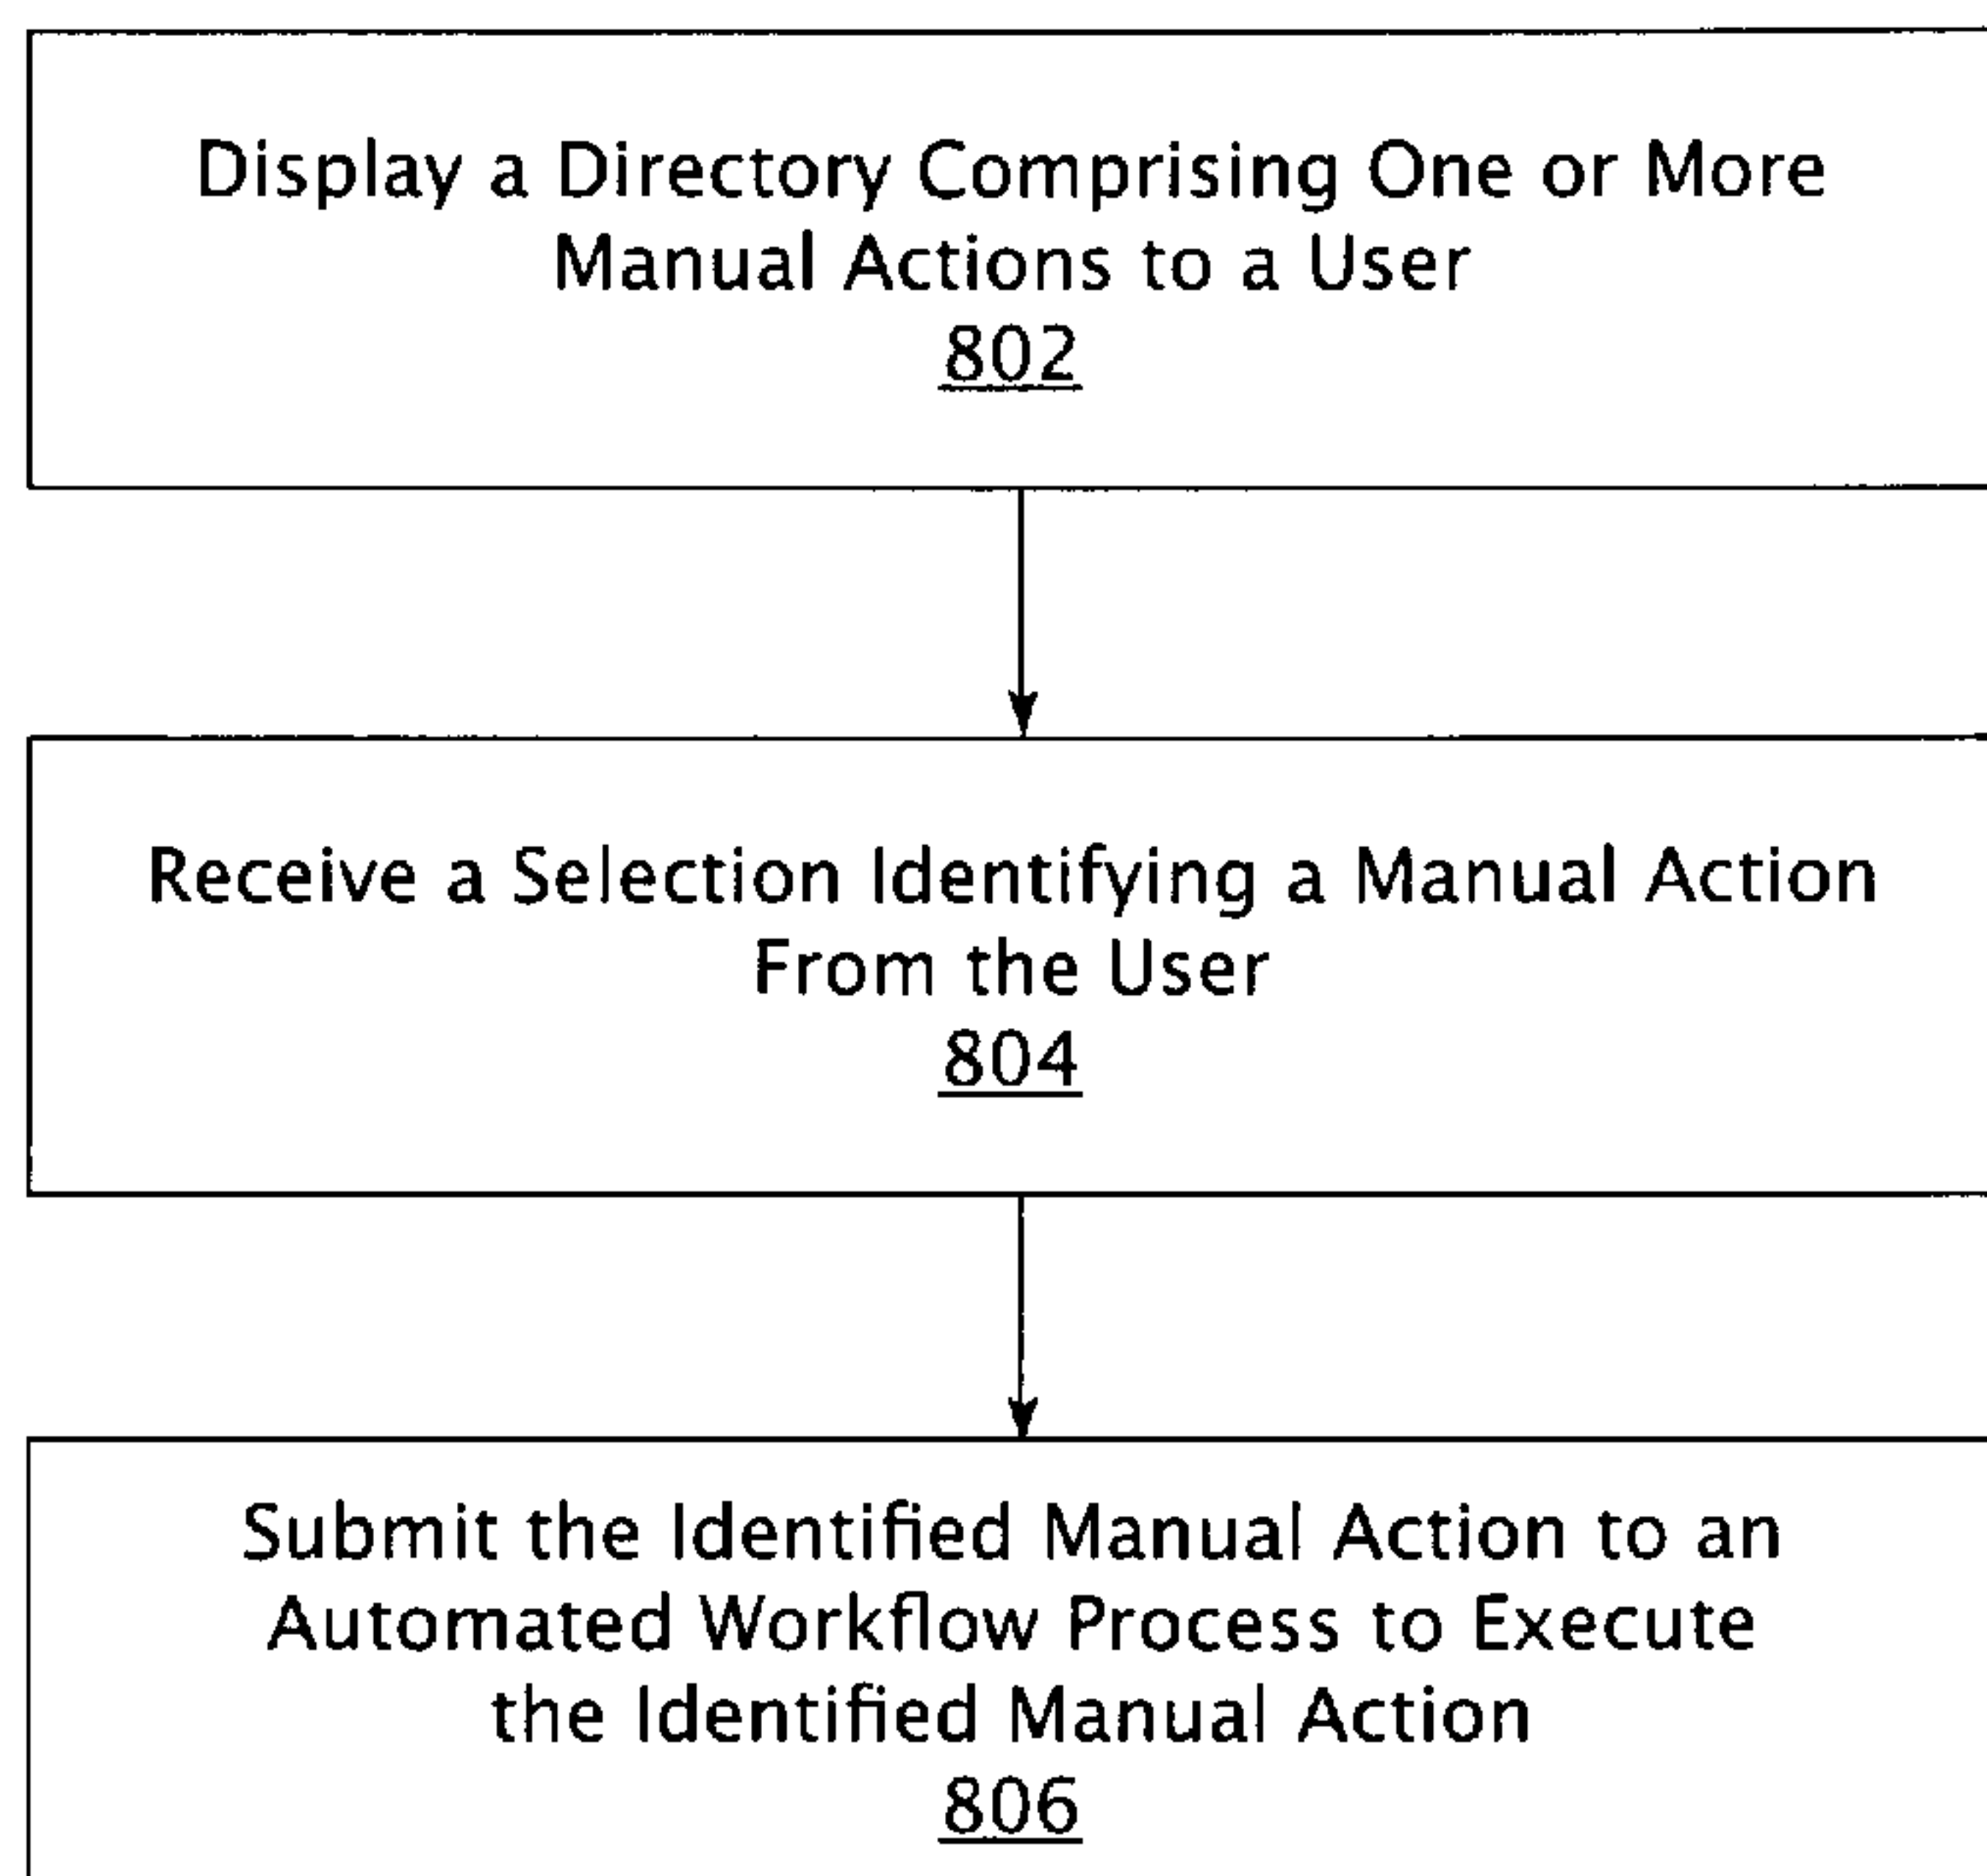 Display a Directory Comprising One or More
Manual Actions to a User
802
Receive a Selection Identifying a Manual Action
From the User
804
Submit the Identified Manual Action to an
Automated Workflow Process to Execute
the Identified Manual Action
806